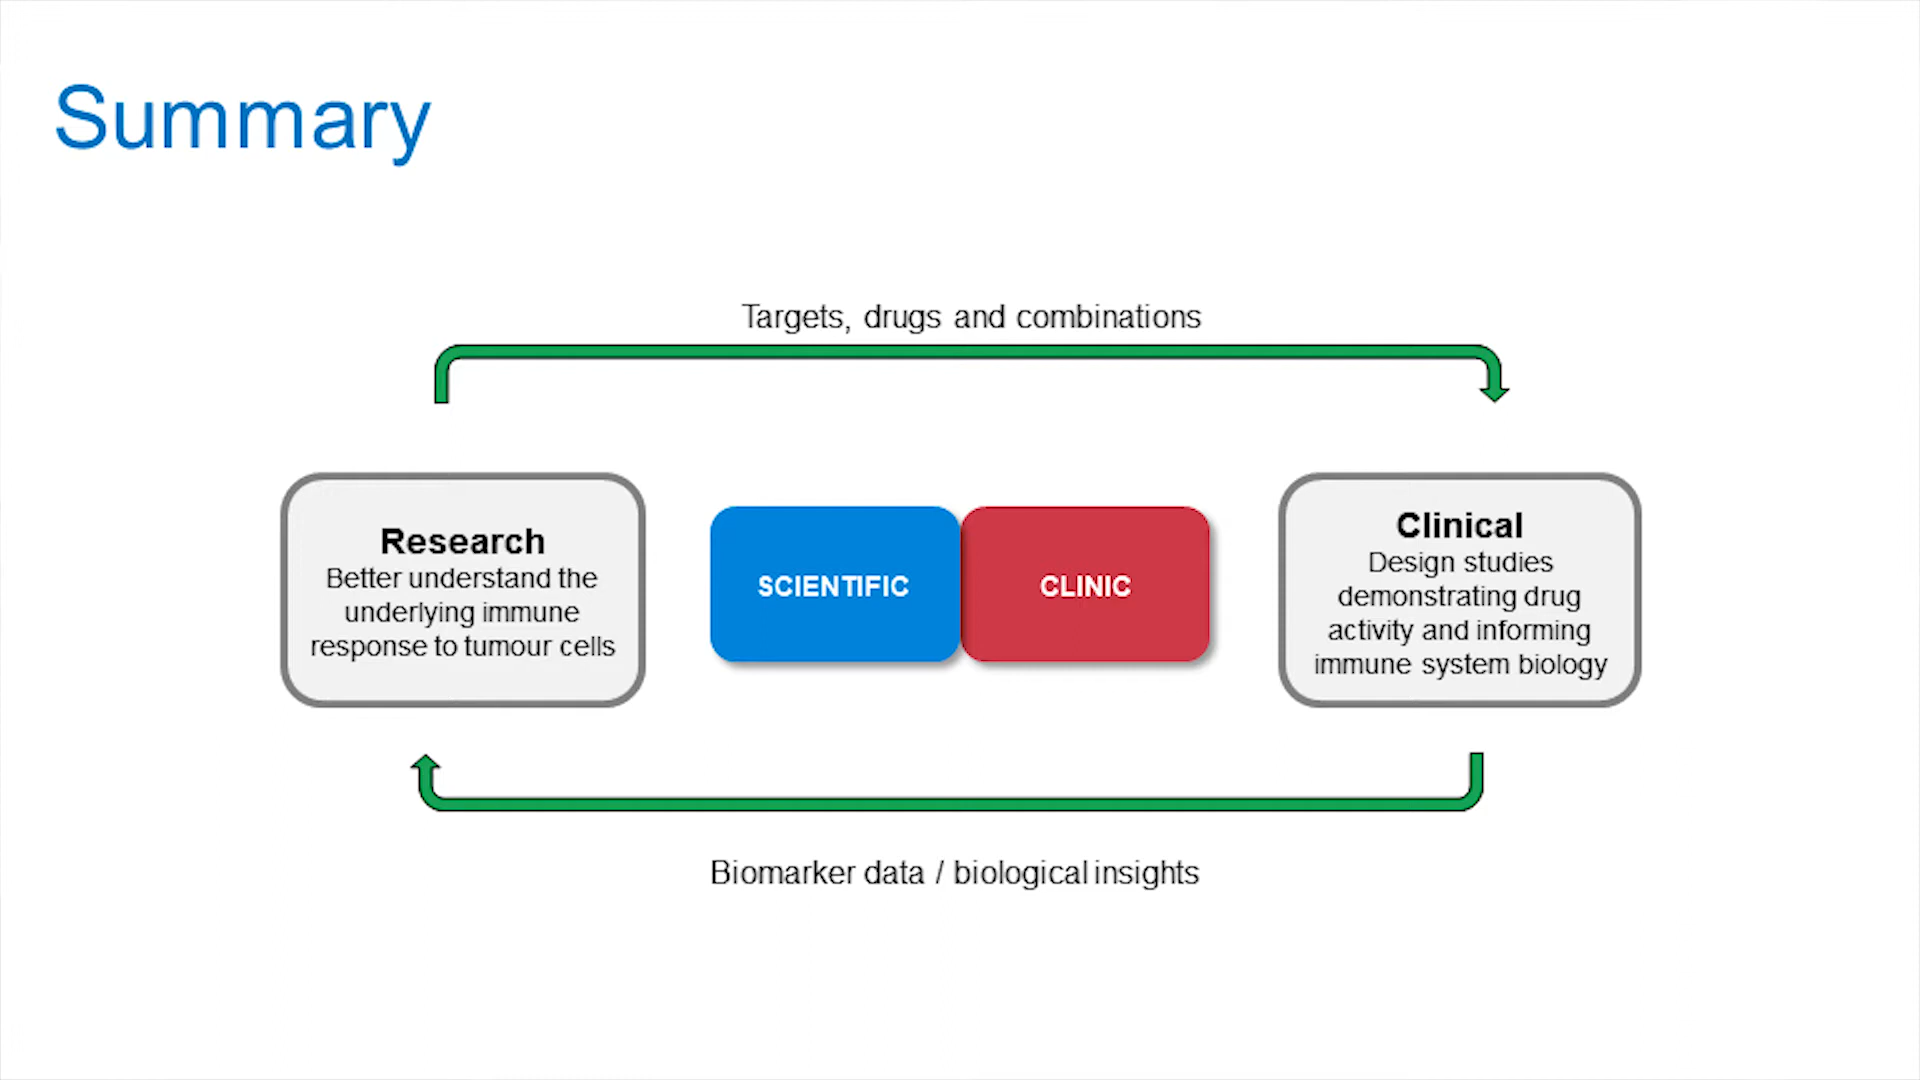 Summary
Targets, drugs and combinations
Research
Better understand the
underlying immune
response to tumour cells
SCIENTIFIC
CLINIC
Clinical
Design studies
demonstrating drug
activity and informing
immune system biology
Biomarker data / biological insights